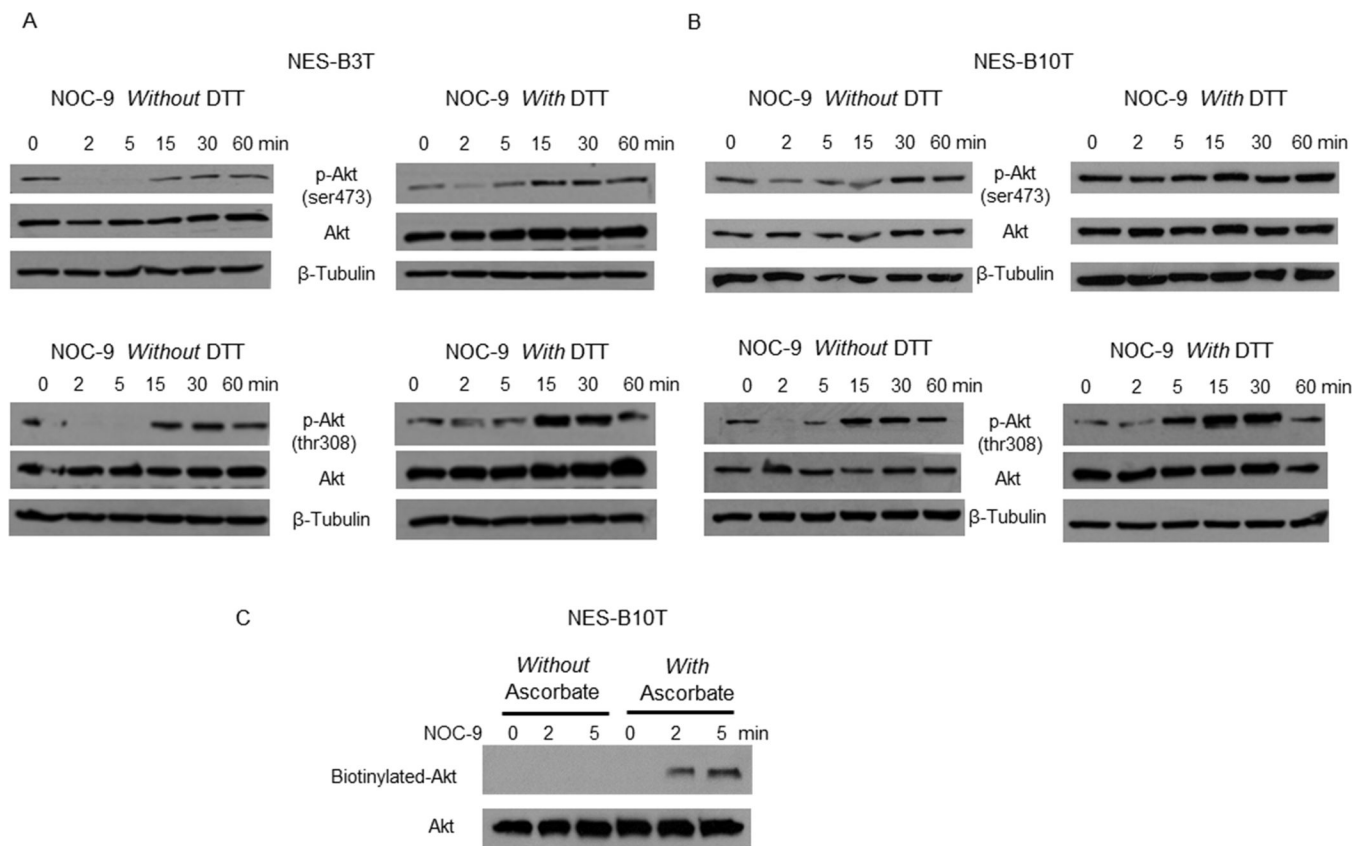 A
B
NES-B3T
NES-B10T
NOC-9 Without DTT
NOC-9 With DTT
NOC-9 Without DTT
NOC-9 With DTT
0 2 5 15 30 60 min
0 2 5 15 30 60 min
0 2 5 15 30 60 min
0 2 5 15 30 60 min
p-Akt
(ser473)
p-Akt
(ser473)
Akt
Akt
β-Tubulin
β-Tubulin
NOC-9 Without DTT
NOC-9 With DTT
NOC-9 Without DTT
NOC-9 With DTT
0 2 5 15 30 60 min
0 2 5 15 30 60 min
0 2 5 15 30 60 min
0 2 5 15 30 60 min
p-Akt
(thr308)
p-Akt
(thr308)
Akt
Akt
β-Tubulin
β-Tubulin
C
NES-B10T
Without
Ascorbate
With
Ascorbate
NOC-9 0 2 5 0 2 5 min
Biotinylated-Akt
Akt